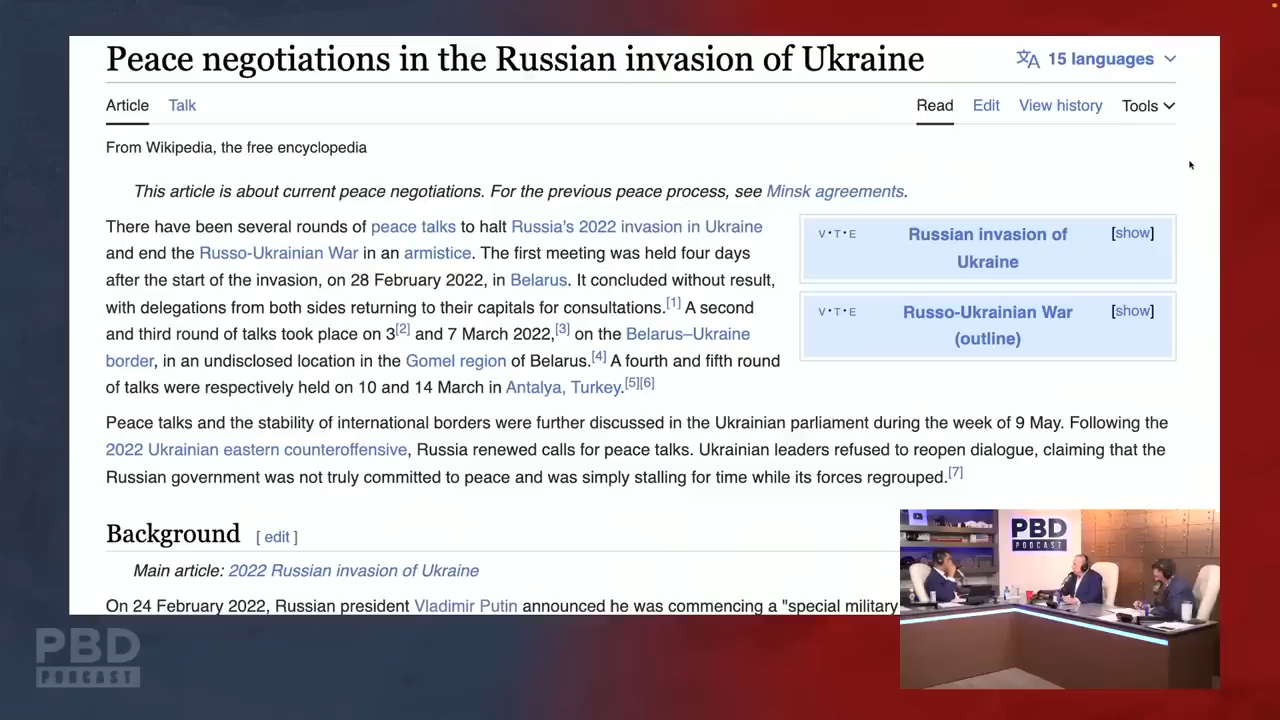 Peace negotiations in the Russian invasion of Ukraine
15 languages
Article Talk
Read Edit View history Tools
From Wikipedia, the free encyclopedia
This article is about current peace negotiations. For the previous peace process, see Minsk agreements.
There have been several rounds of peace talks to halt Russia's 2022 invasion in Ukraine
and end the Russo-Ukrainian War in an armistice. The first meeting was held four days
after the start of the invasion, on 28 February 2022, in Belarus. It concluded without result,
with delegations from both sides returning to their capitals for consultations.[1] A second
and third round of talks took place on 3[2] and 7 March 2022,[3] on the Belarus–Ukraine
border, in an undisclosed location in the Gomel region of Belarus.[4] A fourth and fifth round
of talks were respectively held on 10 and 14 March in Antalya, Turkey.[5][6]
V•T•E Russian invasion of [show]
Ukraine
V•T•E Russo-Ukrainian War [show]
(outline)
Peace talks and the stability of international borders were further discussed in the Ukrainian parliament during the week of 9 May. Following the
2022 Ukrainian eastern counteroffensive, Russia renewed calls for peace talks. Ukrainian leaders refused to reopen dialogue, claiming that the
Russian government was not truly committed to peace and was simply stalling for time while its forces regrouped.[7]
Background [ edit ]
Main article: 2022 Russian invasion of Ukraine
On 24 February 2022, Russian president Vladimir Putin announced he was commencing a "special military
PBD
PODCAST
PBD
PODCAST